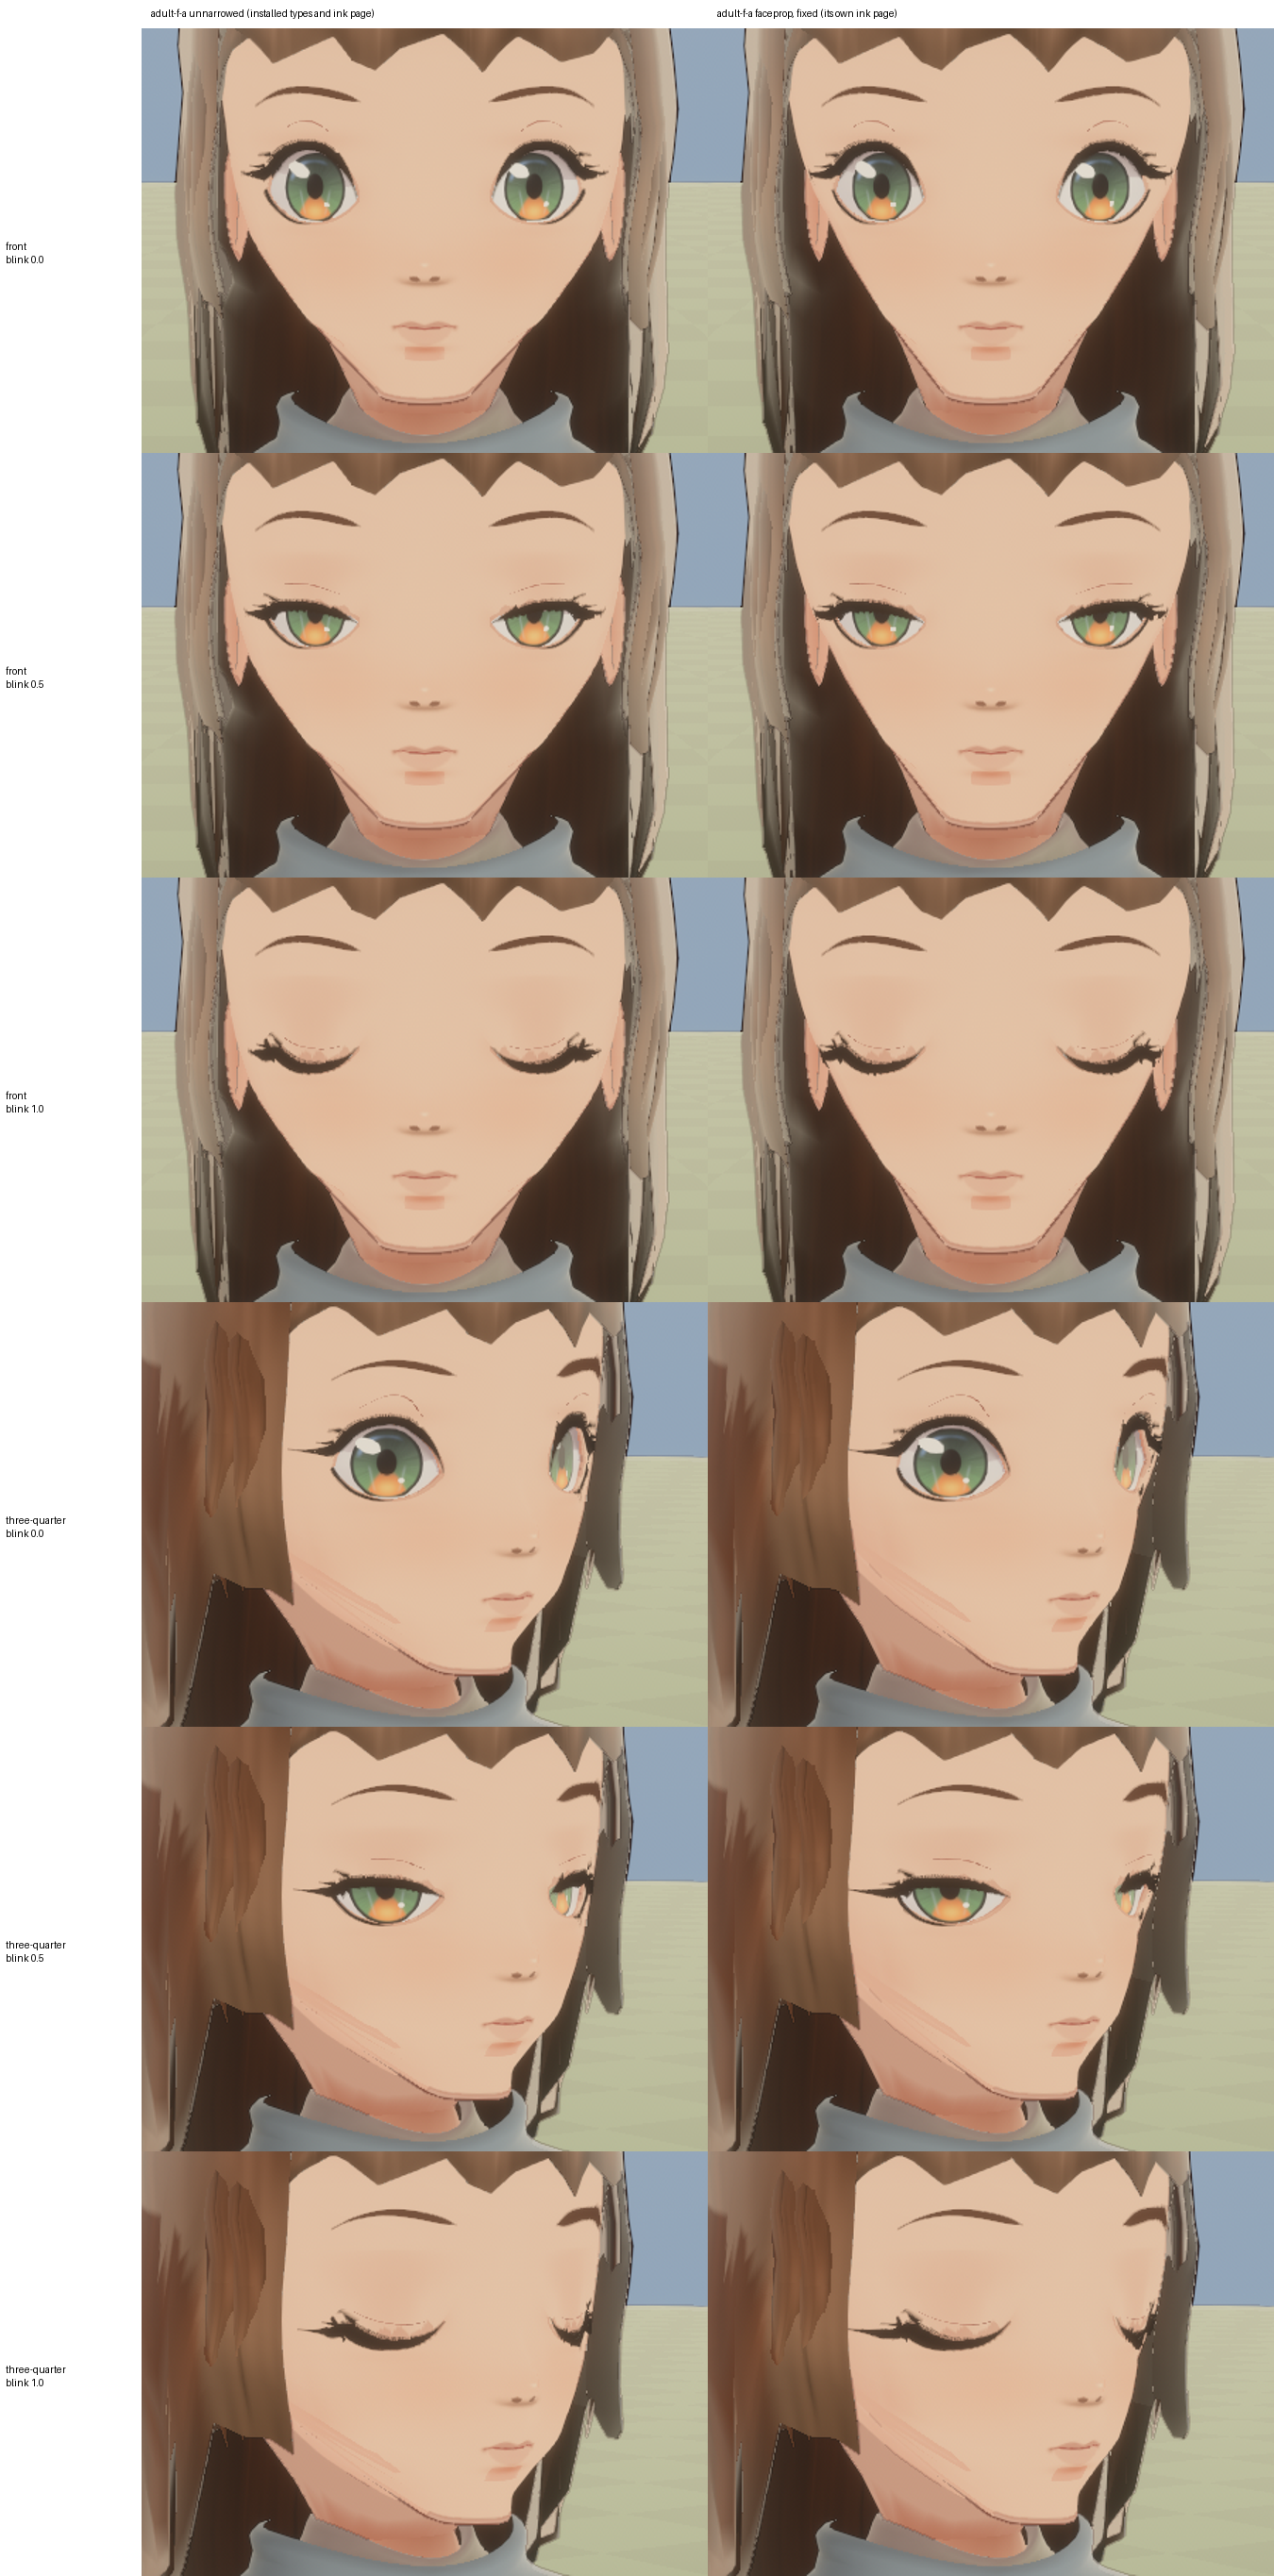 adult-f-a unnarrowed (installed types and ink page)
adult-f-a faceprop, fixed (its own ink page)
front
blink 0.0
front
blink 0.5
front
blink 1.0
three-quarter
blink 0.0
three-quarter
blink 0.5
three-quarter
blink 1.0